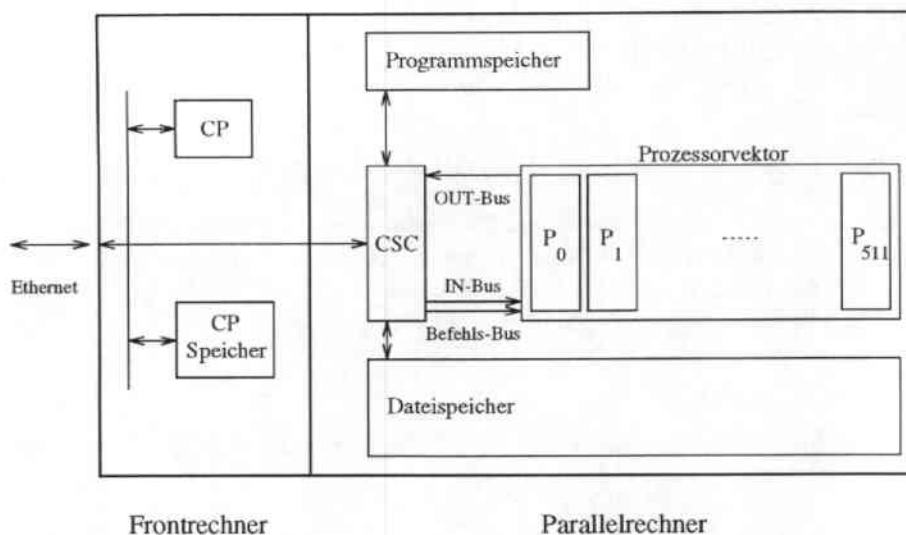 Programmspeicher
CP
Prozessorvektor
OUT-Bus
CSC
P0
P1
.....
P511
Ethernet
IN-Bus
CP
Speicher
Befehls-Bus
Dateispeicher
Frontrechner
Parallelrechner